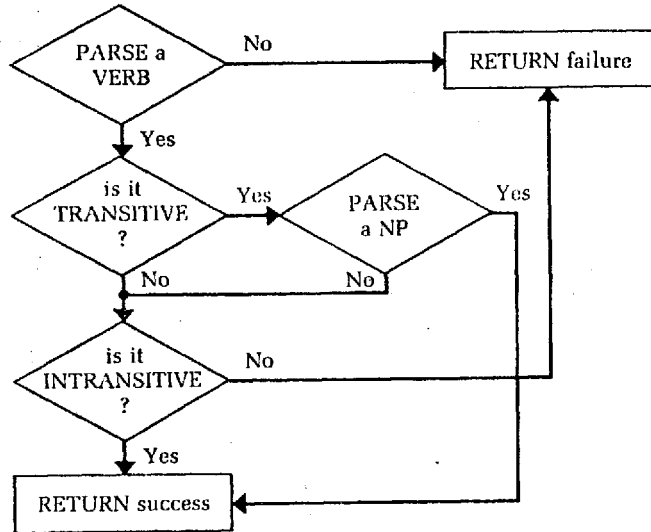 PARSE a
VERB
No
RETURN failure
Yes
is it
TRANSITIVE
?
Yes
PARSE
a NP
Yes
No
No
is it
INTRANSITIVE
?
No
Yes
RETURN success